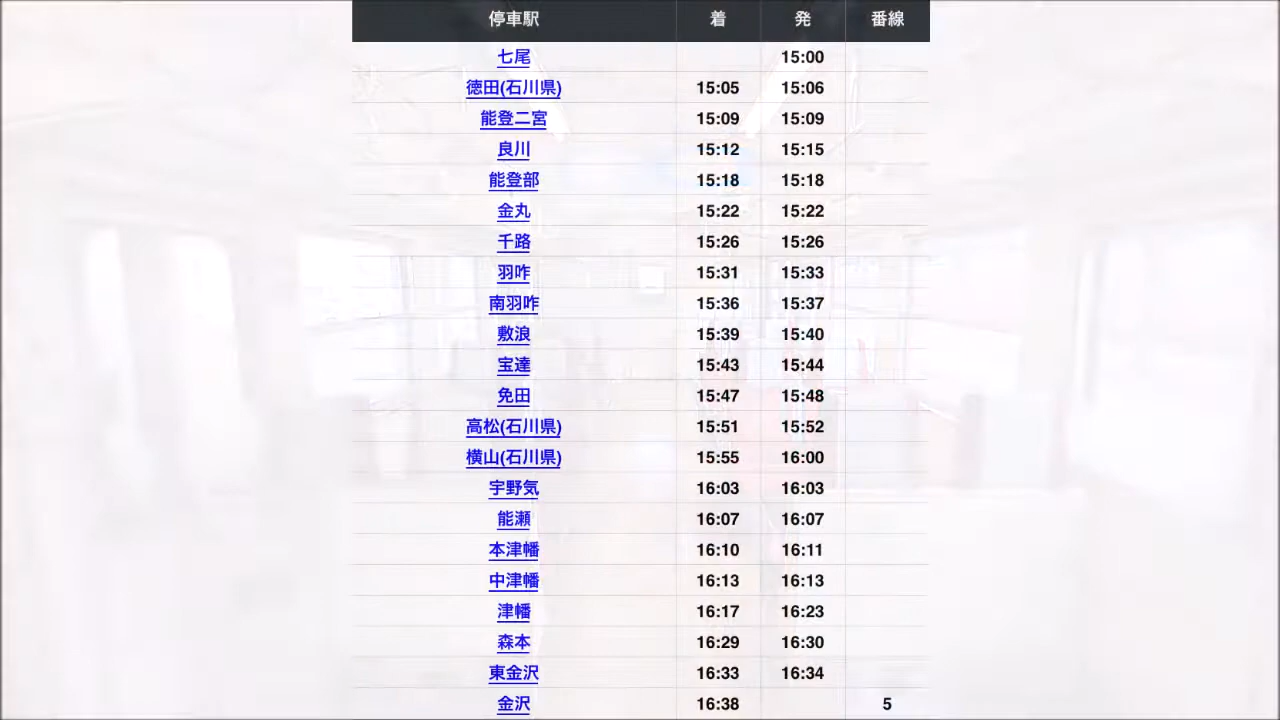 停車駅 着 発 番線
七尾 15:00
徳田(石川県) 15:05 15:06
能登二宮 15:09 15:09
良川 15:12 15:15
能登部 15:18 15:18
金丸 15:22 15:22
千路 15:26 15:26
羽咋 15:31 15:33
南羽咋 15:36 15:37
敷浪 15:39 15:40
宝達 15:43 15:44
免田 15:47 15:48
高松(石川県) 15:51 15:52
横山(石川県) 15:55 16:00
宇野気 16:03 16:03
能瀬 16:07 16:07
本津幡 16:10 16:11
中津幡 16:13 16:13
津幡 16:17 16:23
森本 16:29 16:30
東金沢 16:33 16:34
金沢 16:38 5